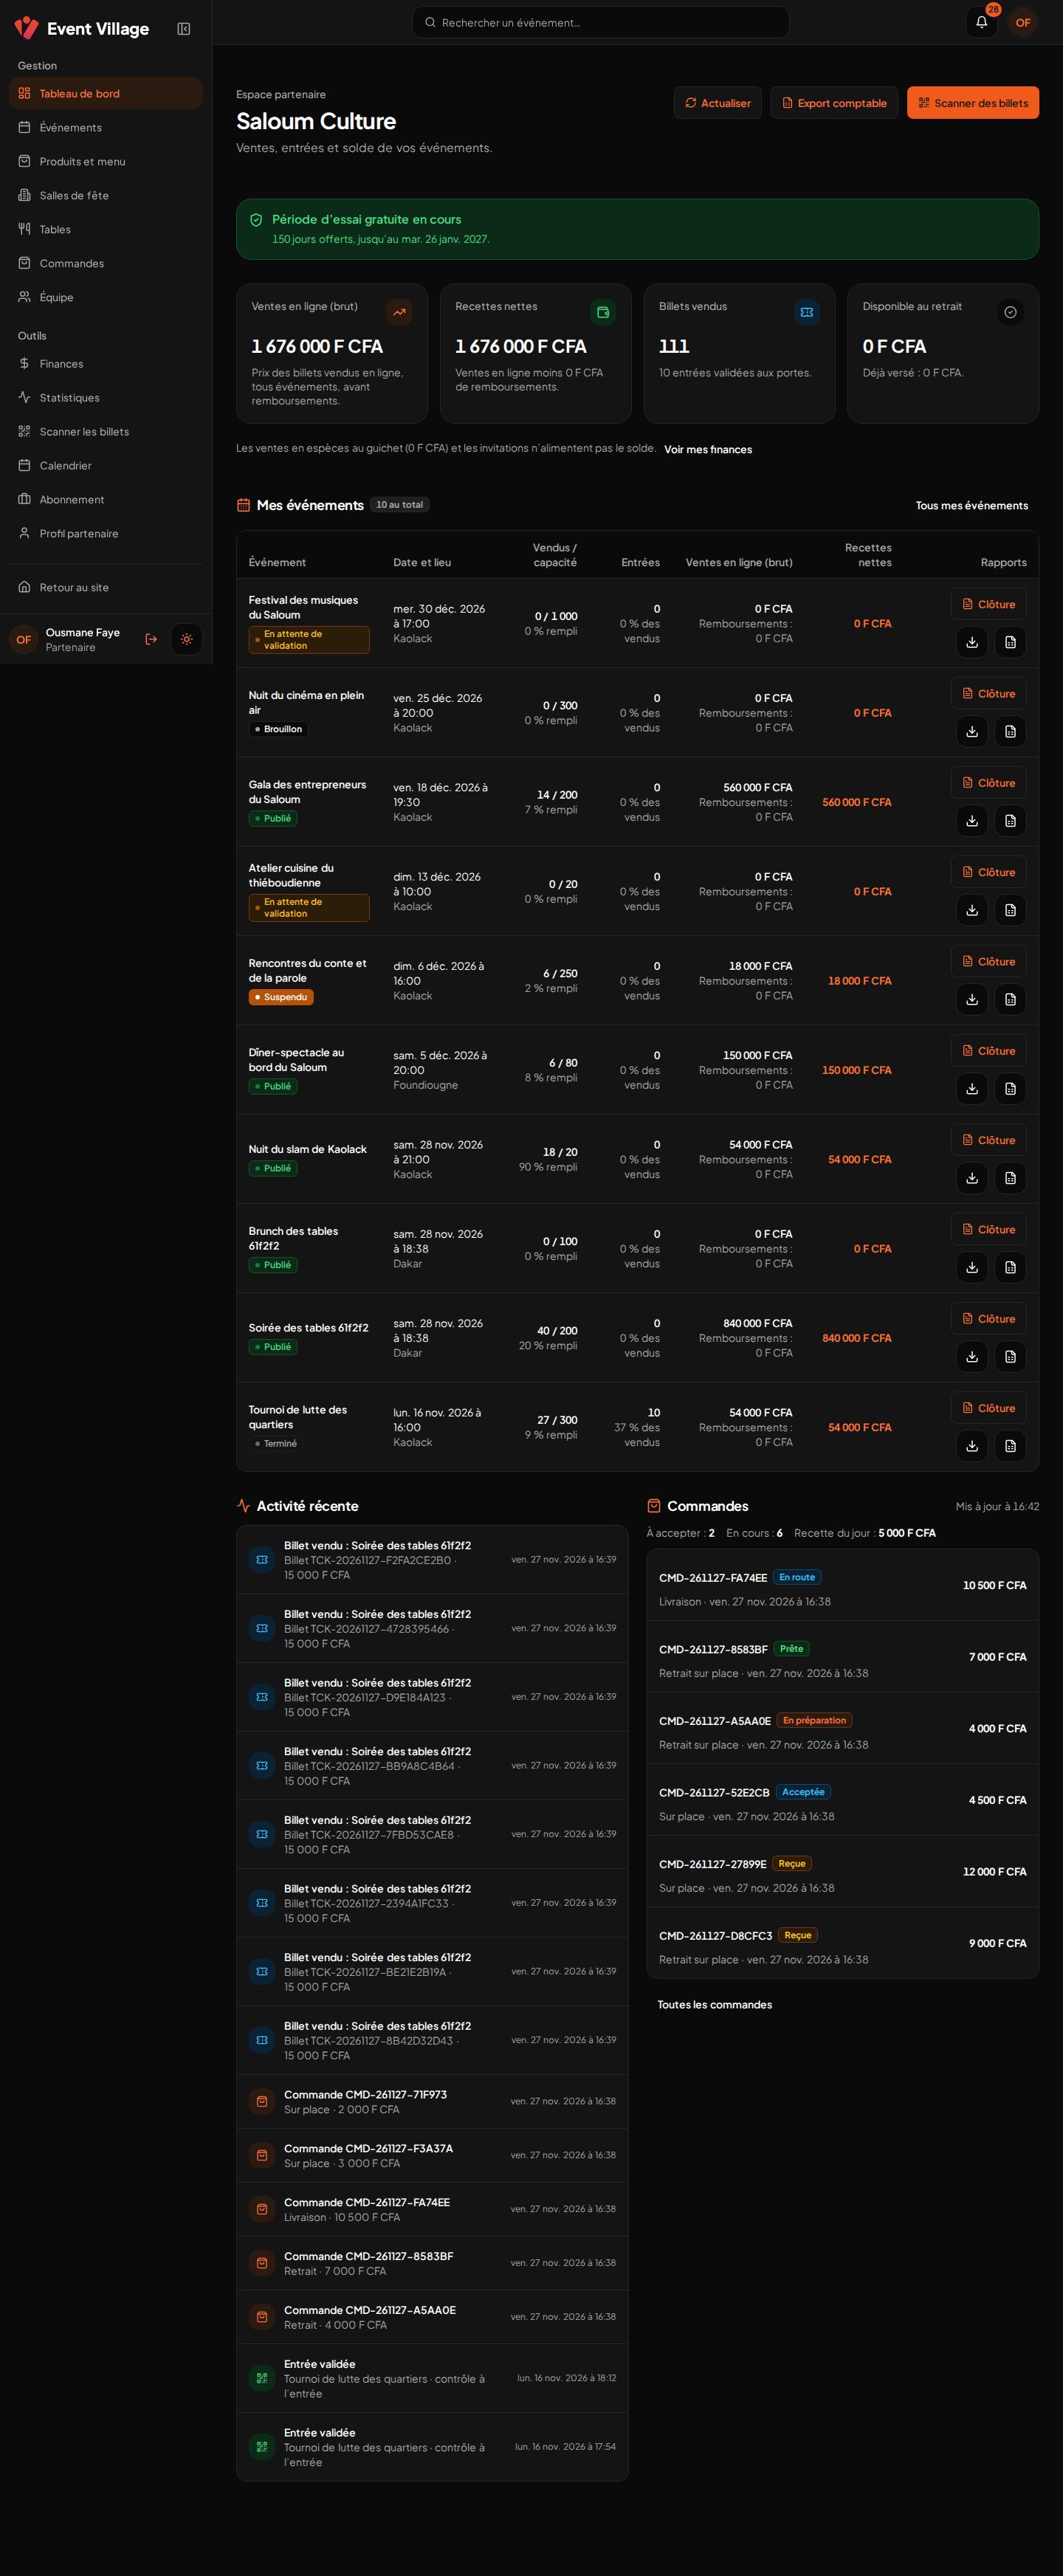 Event Village
Rechercher un événement…
28
OF
Gestion
Tableau de bord
Événements
Produits et menu
Salles de fête
Tables
Commandes
Équipe
Outils
Finances
Statistiques
Scanner les billets
Calendrier
Abonnement
Profil partenaire
Retour au site
OF
Ousmane Faye
Partenaire
Espace partenaire
Saloum Culture
Ventes, entrées et solde de vos événements.
Actualiser
Export comptable
Scanner des billets
Période d’essai gratuite en cours
150 jours offerts, jusqu’au mar. 26 janv. 2027.
Ventes en ligne (brut)
1 676 000 F CFA
Prix des billets vendus en ligne,
tous événements, avant
remboursements.
Recettes nettes
1 676 000 F CFA
Ventes en ligne moins 0 F CFA
de remboursements.
Billets vendus
111
10 entrées validées aux portes.
Disponible au retrait
0 F CFA
Déjà versé : 0 F CFA.
Les ventes en espèces au guichet (0 F CFA) et les invitations n’alimentent pas le solde. Voir mes finances
Mes événements 10 au total
Tous mes événements
Événement
Date et lieu
Vendus /
capacité
Entrées
Ventes en ligne (brut)
Recettes
nettes
Rapports
Festival des musiques
du Saloum
En attente de
validation
mer. 30 déc. 2026
à 17:00
Kaolack
0 / 1 000
0 % rempli
0
0 % des
vendus
0 F CFA
Remboursements :
0 F CFA
0 F CFA
Clôture
Nuit du cinéma en plein
air
Brouillon
ven. 25 déc. 2026
à 20:00
Kaolack
0 / 300
0 % rempli
0
0 % des
vendus
0 F CFA
Remboursements :
0 F CFA
0 F CFA
Clôture
Gala des entrepreneurs
du Saloum
Publié
ven. 18 déc. 2026 à
19:30
Kaolack
14 / 200
7 % rempli
0
0 % des
vendus
560 000 F CFA
Remboursements :
0 F CFA
560 000 F CFA
Clôture
Atelier cuisine du
thiéboudienne
En attente de
validation
dim. 13 déc. 2026
à 10:00
Kaolack
0 / 20
0 % rempli
0
0 % des
vendus
0 F CFA
Remboursements :
0 F CFA
0 F CFA
Clôture
Rencontres du conte et
de la parole
Suspendu
dim. 6 déc. 2026 à
16:00
Kaolack
6 / 250
2 % rempli
0
0 % des
vendus
18 000 F CFA
Remboursements :
0 F CFA
18 000 F CFA
Clôture
Dîner-spectacle au
bord du Saloum
Publié
sam. 5 déc. 2026 à
20:00
Foundiougne
6 / 80
8 % rempli
0
0 % des
vendus
150 000 F CFA
Remboursements :
0 F CFA
150 000 F CFA
Clôture
Nuit du slam de Kaolack
Publié
sam. 28 nov. 2026
à 21:00
Kaolack
18 / 20
90 % rempli
0
0 % des
vendus
54 000 F CFA
Remboursements :
0 F CFA
54 000 F CFA
Clôture
Brunch des tables
61f2f2
Publié
sam. 28 nov. 2026
à 18:38
Dakar
0 / 100
0 % rempli
0
0 % des
vendus
0 F CFA
Remboursements :
0 F CFA
0 F CFA
Clôture
Soirée des tables 61f2f2
Publié
sam. 28 nov. 2026
à 18:38
Dakar
40 / 200
20 % rempli
0
0 % des
vendus
840 000 F CFA
Remboursements :
0 F CFA
840 000 F CFA
Clôture
Tournoi de lutte des
quartiers
Terminé
lun. 16 nov. 2026 à
16:00
Kaolack
27 / 300
9 % rempli
10
37 % des
vendus
54 000 F CFA
Remboursements :
0 F CFA
54 000 F CFA
Clôture
Activité récente
Billet vendu : Soirée des tables 61f2f2
Billet TCK-20261127-F2FA2CE2B0 ·
15 000 F CFA
ven. 27 nov. 2026 à 16:39
Billet vendu : Soirée des tables 61f2f2
Billet TCK-20261127-4728395466 ·
15 000 F CFA
ven. 27 nov. 2026 à 16:39
Billet vendu : Soirée des tables 61f2f2
Billet TCK-20261127-D9E184A123 ·
15 000 F CFA
ven. 27 nov. 2026 à 16:39
Billet vendu : Soirée des tables 61f2f2
Billet TCK-20261127-BB9A8C4B64 ·
15 000 F CFA
ven. 27 nov. 2026 à 16:39
Billet vendu : Soirée des tables 61f2f2
Billet TCK-20261127-7FBD53CAE8 ·
15 000 F CFA
ven. 27 nov. 2026 à 16:39
Billet vendu : Soirée des tables 61f2f2
Billet TCK-20261127-2394A1FC33 ·
15 000 F CFA
ven. 27 nov. 2026 à 16:39
Billet vendu : Soirée des tables 61f2f2
Billet TCK-20261127-BE21E2B19A ·
15 000 F CFA
ven. 27 nov. 2026 à 16:39
Billet vendu : Soirée des tables 61f2f2
Billet TCK-20261127-8B42D32D43 ·
15 000 F CFA
ven. 27 nov. 2026 à 16:39
Commande CMD-261127-71F973
Sur place · 2 000 F CFA
ven. 27 nov. 2026 à 16:38
Commande CMD-261127-F3A37A
Sur place · 3 000 F CFA
ven. 27 nov. 2026 à 16:38
Commande CMD-261127-FA74EE
Livraison · 10 500 F CFA
ven. 27 nov. 2026 à 16:38
Commande CMD-261127-8583BF
Retrait · 7 000 F CFA
ven. 27 nov. 2026 à 16:38
Commande CMD-261127-A5AA0E
Retrait · 4 000 F CFA
ven. 27 nov. 2026 à 16:38
Entrée validée
Tournoi de lutte des quartiers · contrôle à
l’entrée
lun. 16 nov. 2026 à 18:12
Entrée validée
Tournoi de lutte des quartiers · contrôle à
l’entrée
lun. 16 nov. 2026 à 17:54
Commandes
Mis à jour à 16:42
À accepter : 2 En cours : 6 Recette du jour : 5 000 F CFA
CMD-261127-FA74EE En route
Livraison · ven. 27 nov. 2026 à 16:38
10 500 F CFA
CMD-261127-8583BF Prête
Retrait sur place · ven. 27 nov. 2026 à 16:38
7 000 F CFA
CMD-261127-A5AA0E En préparation
Retrait sur place · ven. 27 nov. 2026 à 16:38
4 000 F CFA
CMD-261127-52E2CB Acceptée
Sur place · ven. 27 nov. 2026 à 16:38
4 500 F CFA
CMD-261127-27899E Reçue
Sur place · ven. 27 nov. 2026 à 16:38
12 000 F CFA
CMD-261127-D8CFC3 Reçue
Retrait sur place · ven. 27 nov. 2026 à 16:38
9 000 F CFA
Toutes les commandes